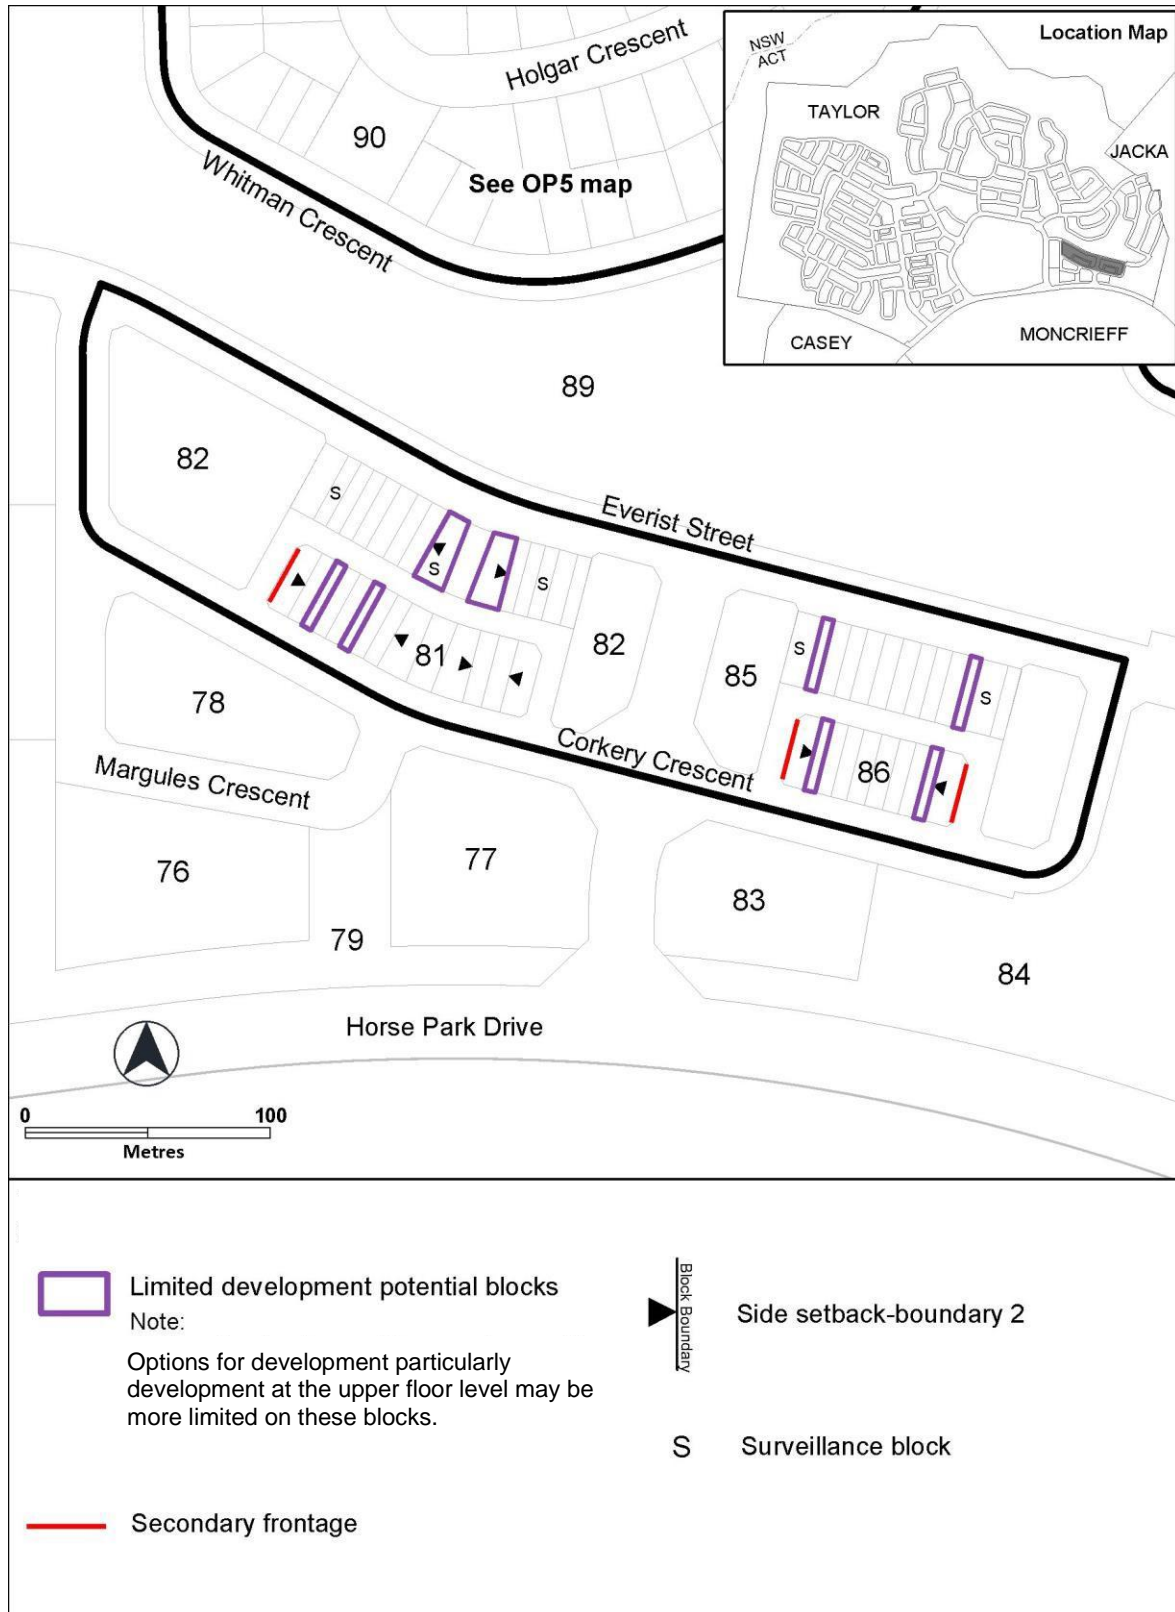 Holgar Crescent
Location Map
NSW
ACT
TAYLOR
JACKA
CASEY
MONCRIEFF
90
See OP5 map
Whitman Crescent
89
82
S
Everist Street
S
S
82
81
S
85
S
86
78
Corkery Crescent
Margules Crescent
76
77
83
79
84
Horse Park Drive
0
100
Metres
Limited development potential blocks
Note:
Options for development particularly
development at the upper floor level may be
more limited on these blocks.
Block Boundary
Side setback-boundary 2
S
Surveillance block
Secondary frontage